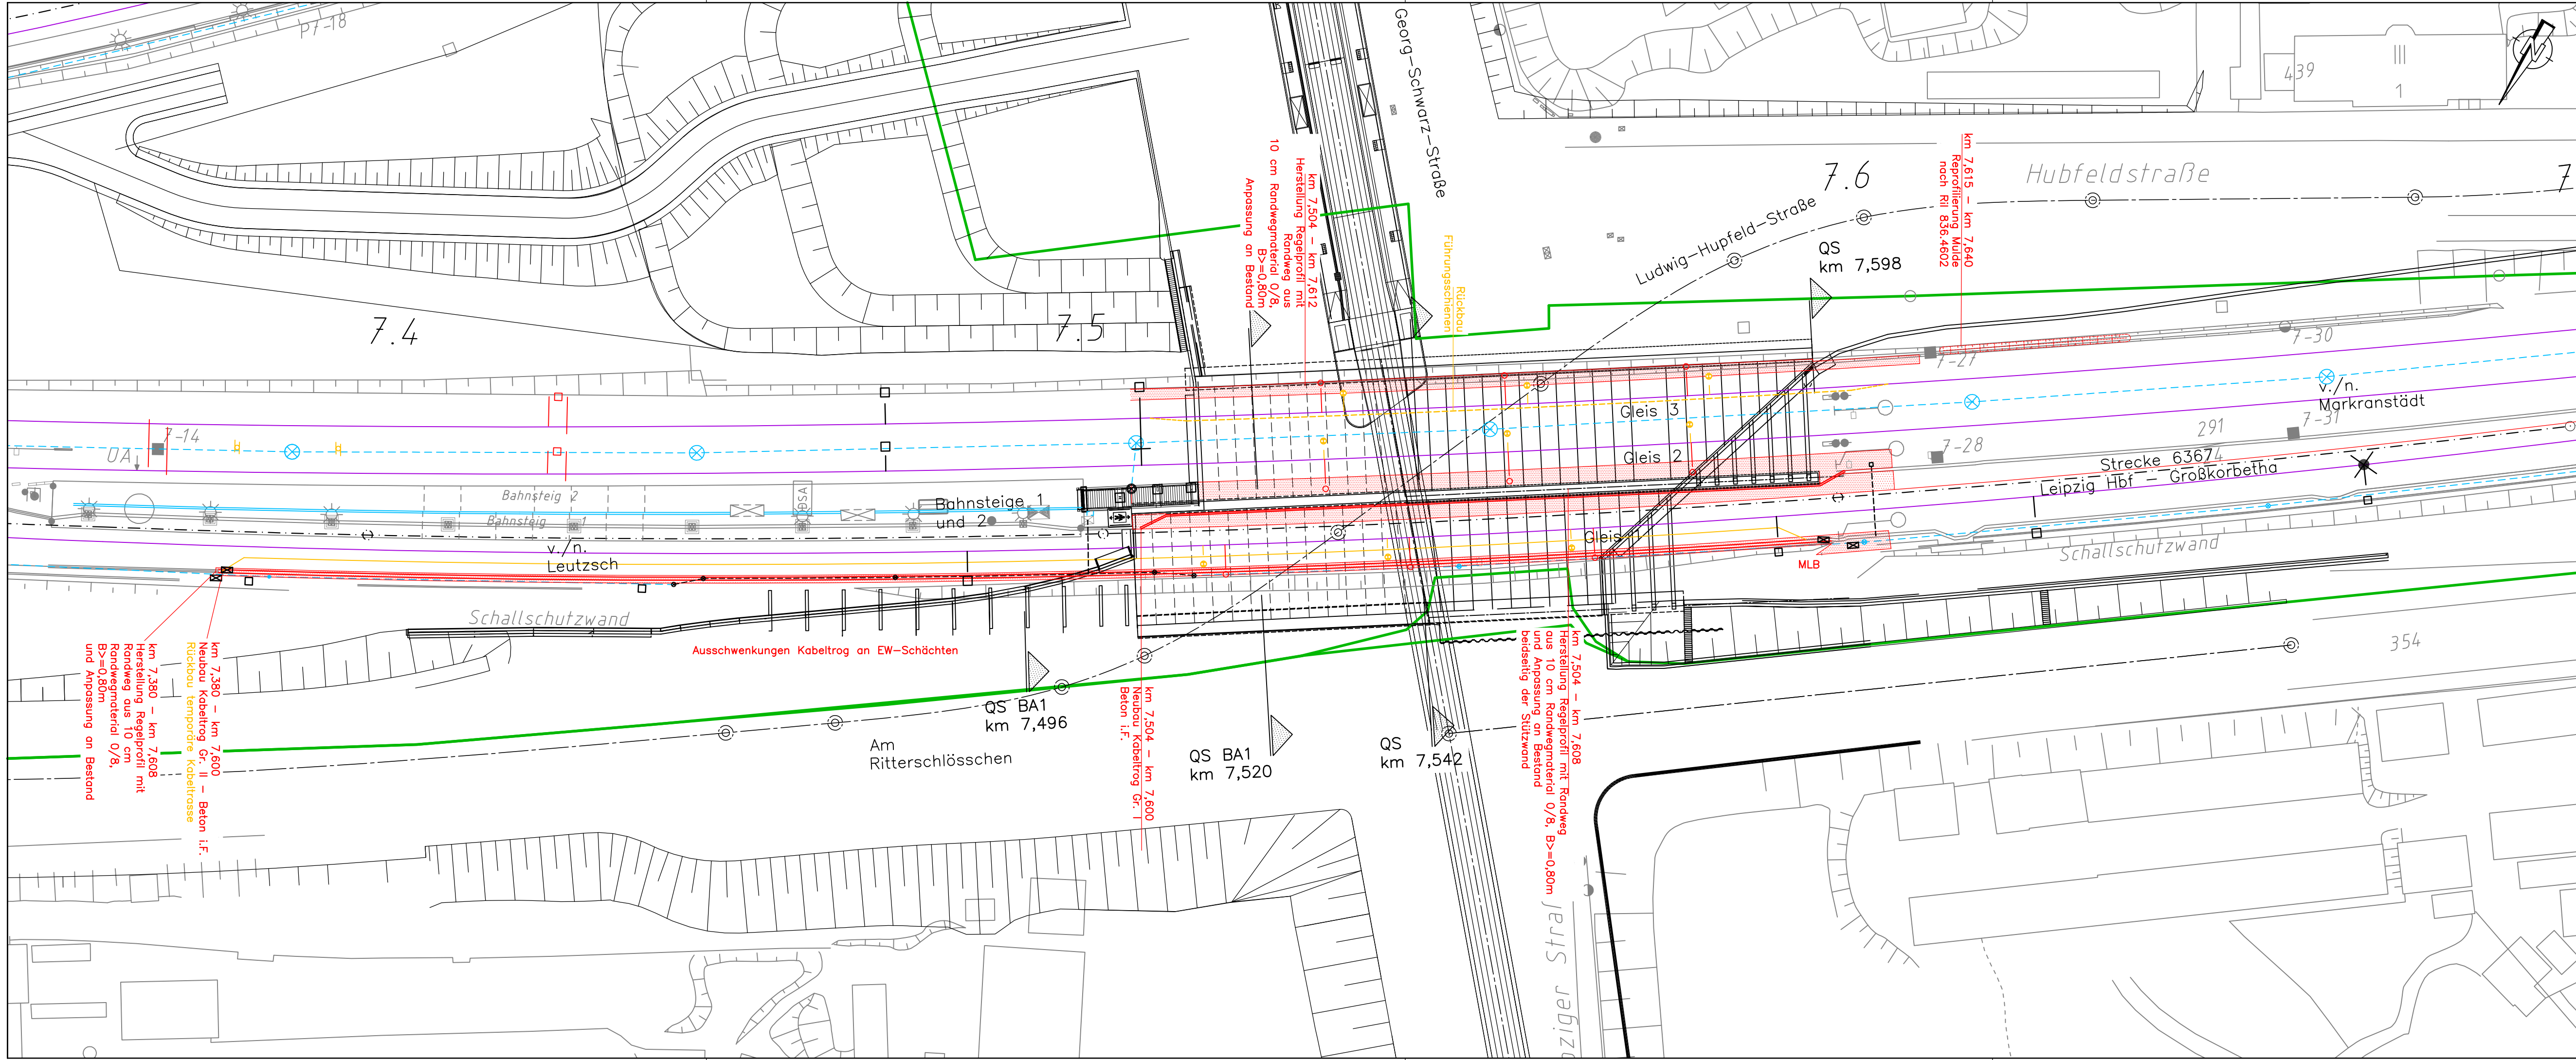 P7-18
Georg-Schwarz-Straße
439
III
1
7.6
Hubfeldstraße
7
km 7,615 - km 7,640
Reprofilierung Mulde
nach Ril 836.4602
km 7,504 - km 7,612
Herstellung Regelprofil mit
Randweg aus
10 cm Randwegmaterial 0/8,
B>=0,80m
Anpassung an Bestand
Ludwig-Hupfeld-Straße
QS
km 7,598
Rückbau
Führungsschienen
7.4
7.5
7-27
7-30
v./n.
Markranstädt
Gleis 3
7-14
ÜA
291
7-31
Gleis 2
7-28
Strecke 6367
Leipzig Hbf - Großkorbetha
Bahnsteig 2
DSA
Bahnsteige 1
und 2
Bahnsteig 1
v./n.
Leutzsch
Gleis
Schallschutzwand
MLB
Schallschutzwand
354
Ausschwenkungen Kabeltrog an EW-Schächten
km 7,380 - km 7,600
Neubau Kabeltrog Gr. II - Beton i.F.
Rückbau temporäre Kabeltrasse
km 7,380 - km 7,608
Herstellung Regelprofil mit
Randweg aus 10 cm
Randwegmaterial 0/8,
B>=0,80m
und Anpassung an Bestand
QS BA1
km 7,496
km 7,504 - km 7,600
Neubau Kabeltrog Gr. I
Beton i.F.
Am
Ritterschlösschen
QS BA1
km 7,520
QS
km 7,542
km 7,504 - km 7,608
Herstellung Regelprofil mit Randweg
aus 10 cm Randwegmaterial 0/8, B>=0,80m
und Anpassung an Bestand
beidseitig der Stützwand
ziger Straf